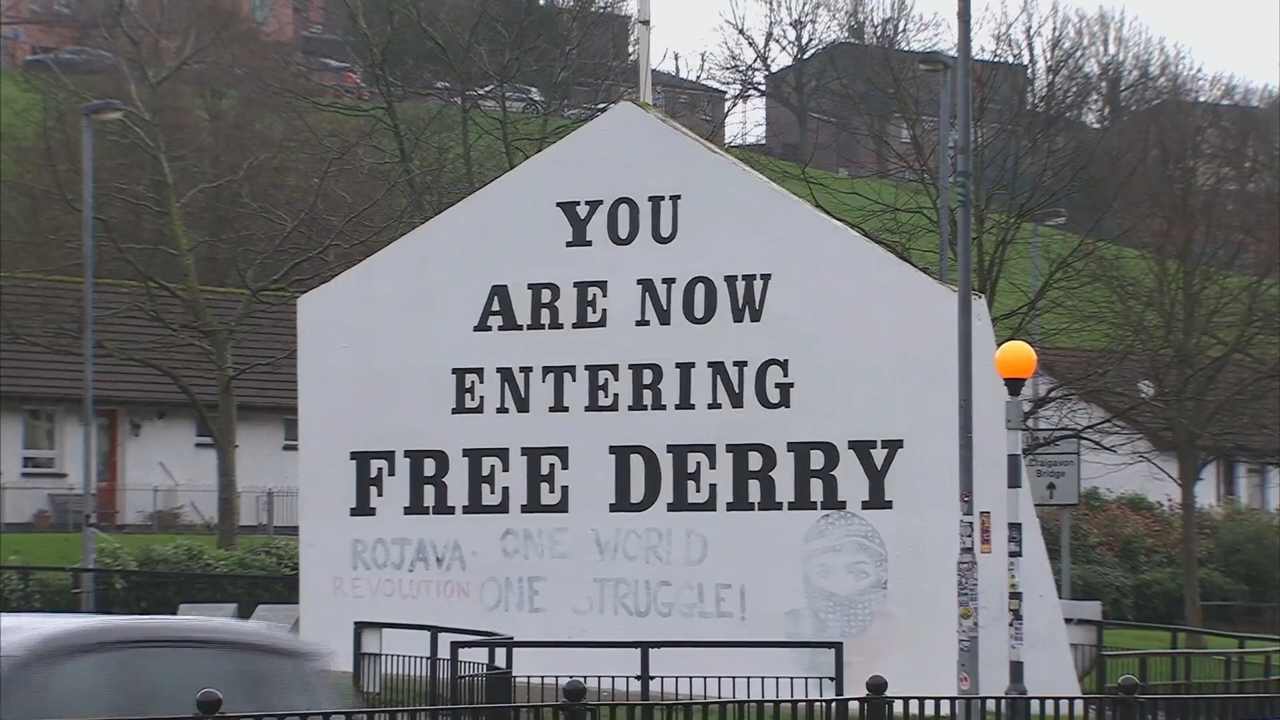 YOU
ARE NOW
ENTERING
FREE DERRY
ROJAVA· ONE WORLD
REVOLUTION ONE STRUGGLE!
Craigavon
Bridge